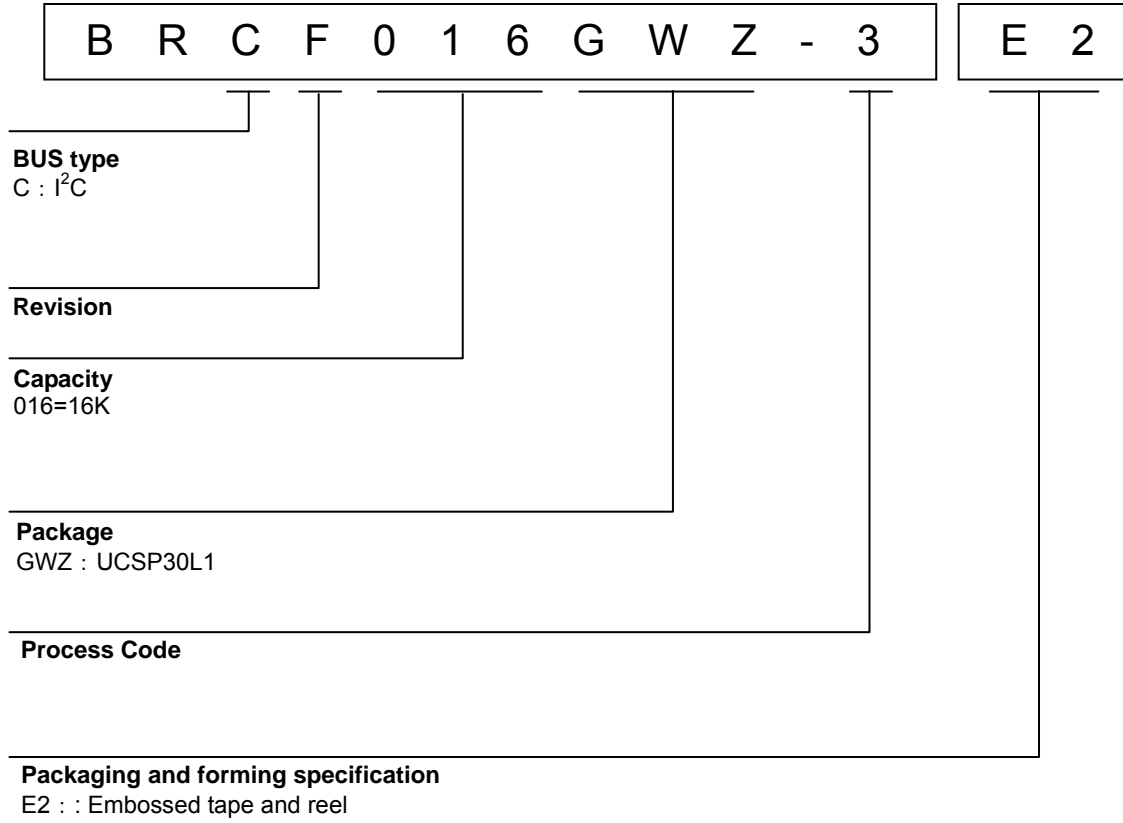 B R C F 0 1 6 G W Z - 3 E 2
BUS type
C : I²C
Revision
Capacity
016=16K
Package
GWZ : UCSP30L1
Process Code
Packaging and forming specification
E2 : : Embossed tape and reel